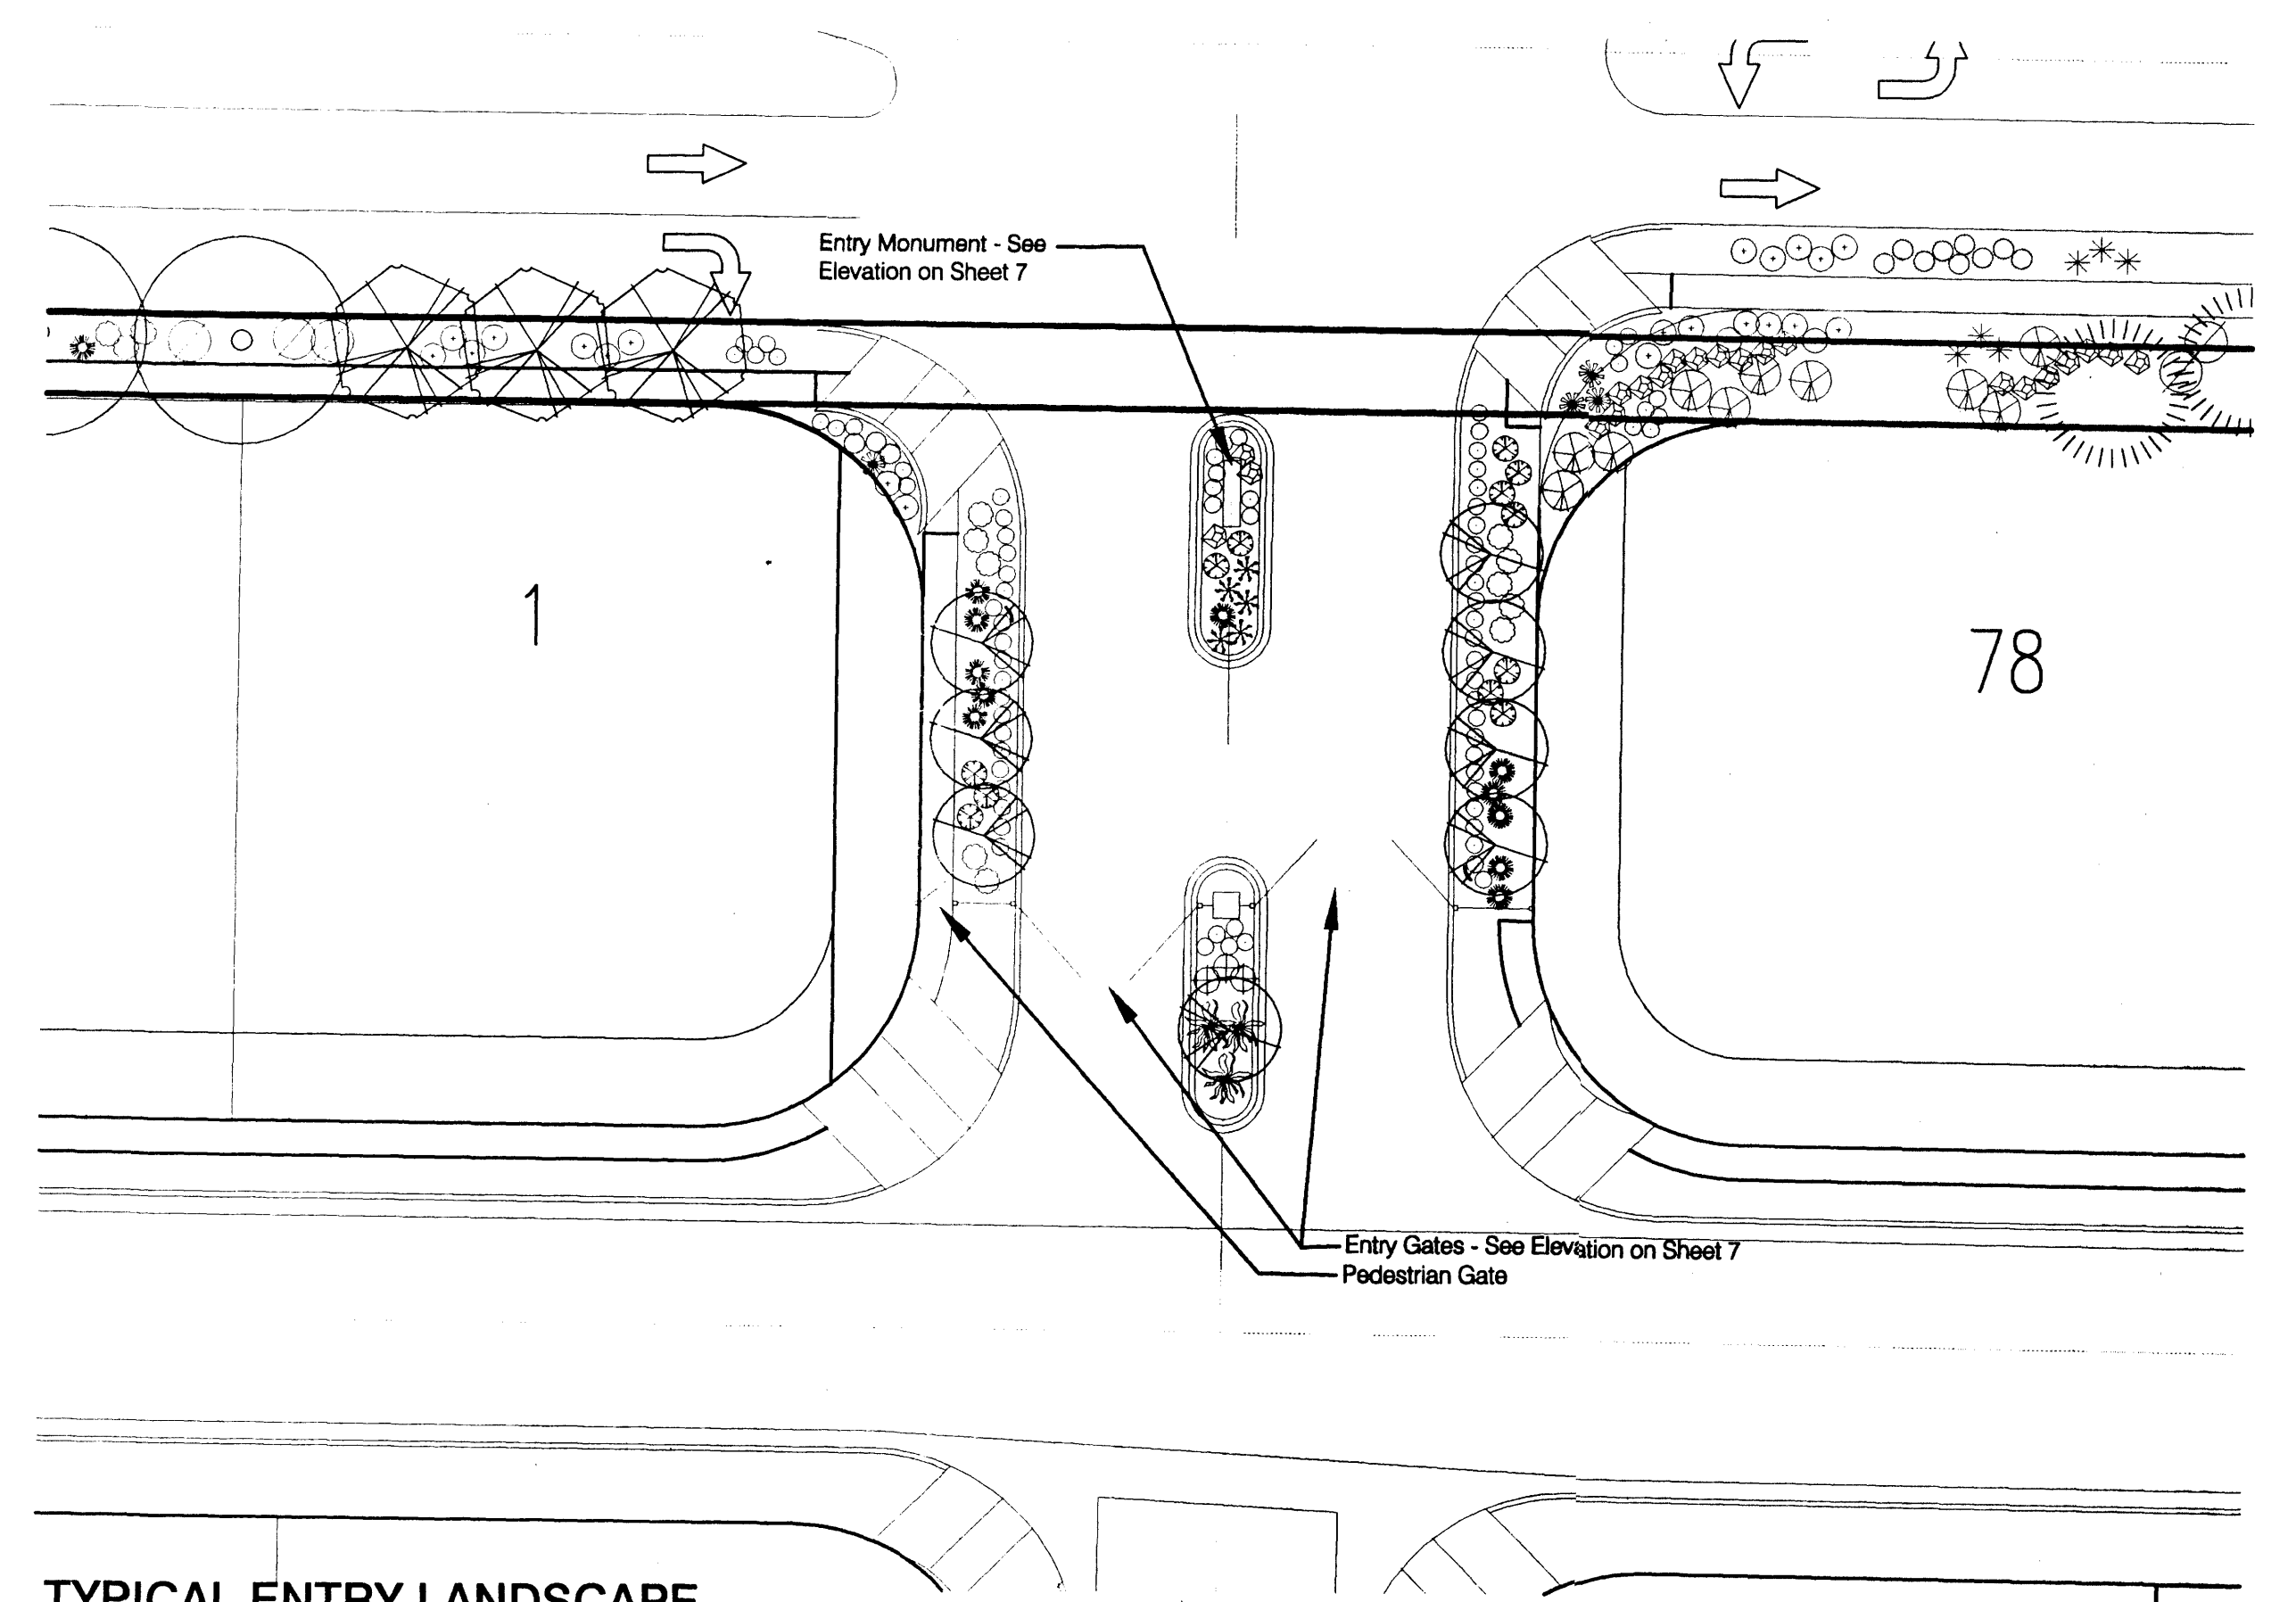 Entry Monument - See
Elevation on Sheet 7
1
78
Entry Gates - See Elevation on Sheet 7
Pedestrian Gate
TYPICAL ENTRY LANDSCAPE